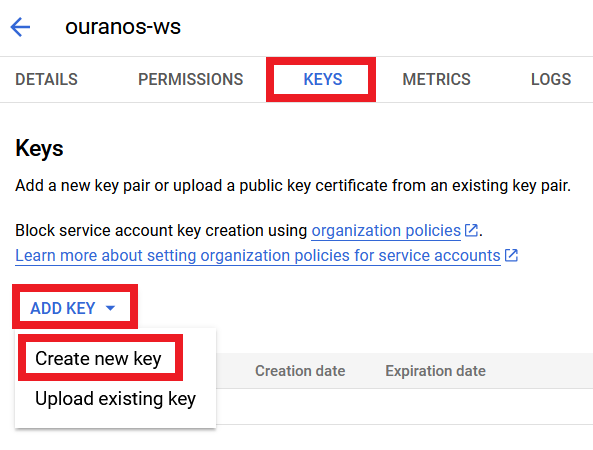 ouranos-ws
DETAILS PERMISSIONS KEYS METRICS LOGS
Keys
Add a new key pair or upload a public key certificate from an existing key pair.
Block service account key creation using organization policies.
Learn more about setting organization policies for service accounts
ADD KEY
Create new key
Upload existing key
Creation date Expiration date